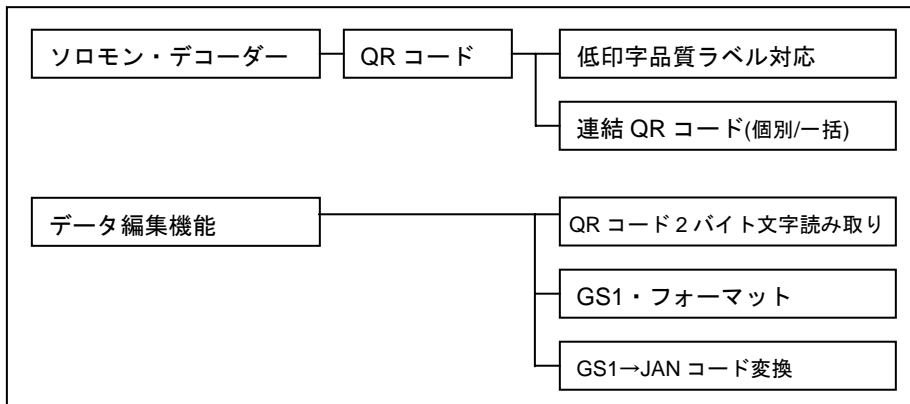 ソロモン・デコーダー
QR コード
低印字品質ラベル対応
連結 QR コード(個別/一括)
データ編集機能
QR コード 2 バイト文字読み取り
GS1・フォーマット
GS1→JAN コード変換